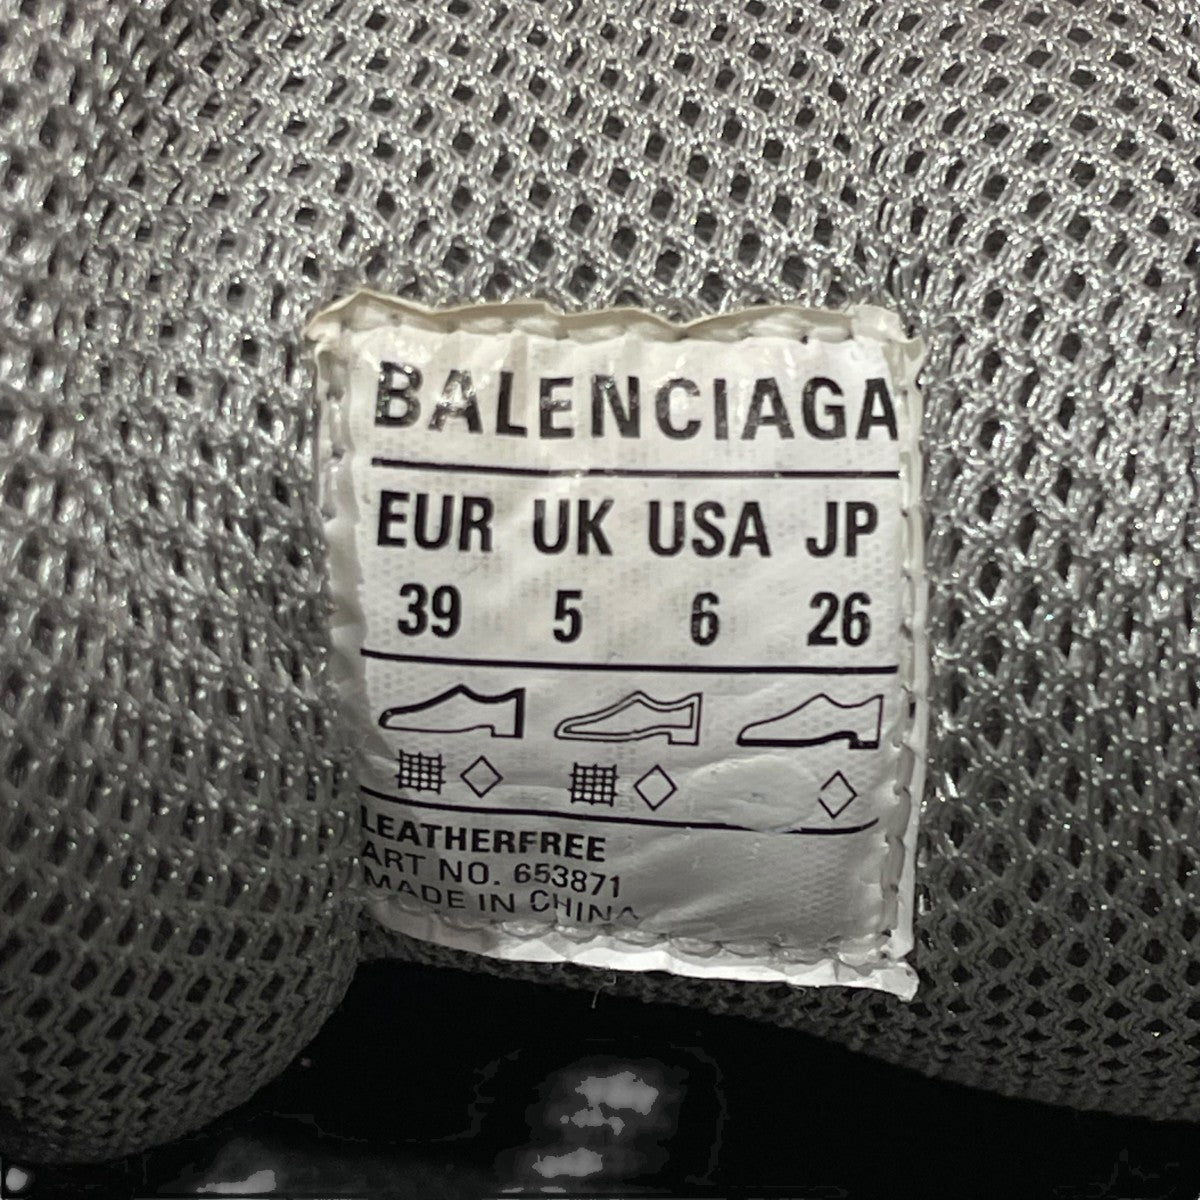 BALENCIAGA
EUR UK USA JP
39 5 6 26
LEATHERFREE
ART NO. 653871
MADE IN CHINA